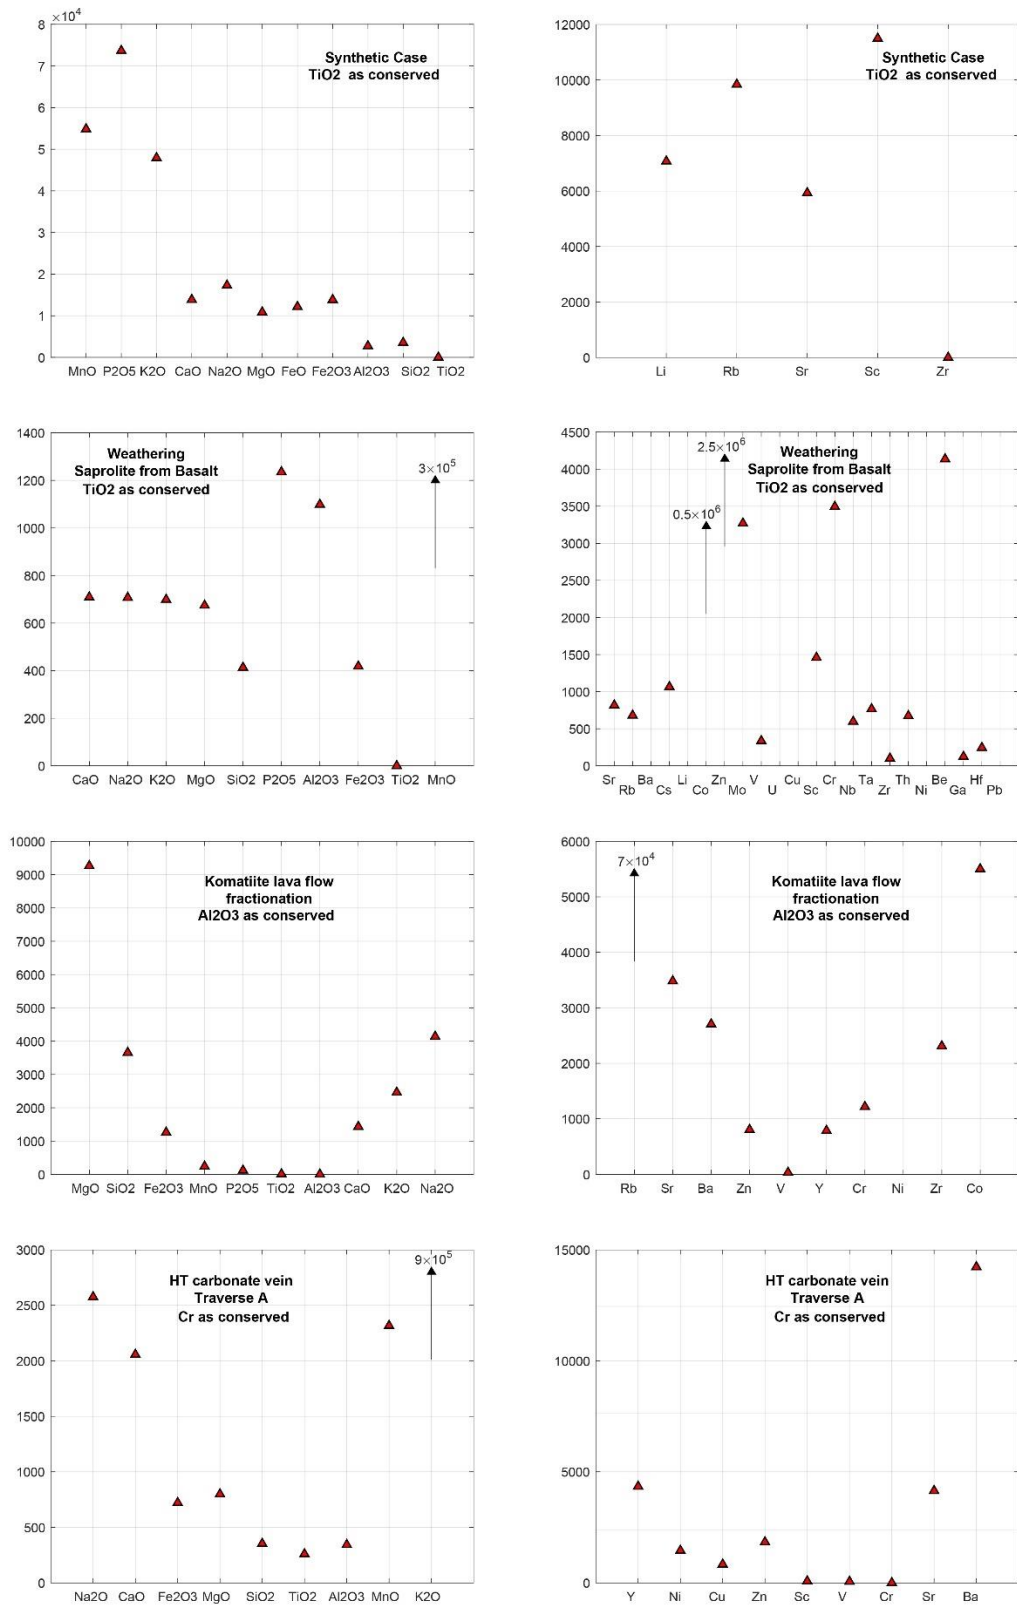 ×10⁴
8
7
6
5
4
3
2
1
0
Synthetic Case
TiO2 as conserved
MnO P2O5 K2O CaO Na2O MgO FeO Fe2O3 Al2O3 SiO2 TiO2
12000
10000
8000
6000
4000
2000
0
Synthetic Case
TiO2 as conserved
Li Rb Sr Sc Zr
1400
1200
1000
800
600
400
200
0
Weathering
Saprolite from Basalt
TiO2 as conserved
3×10⁵
CaO Na2O K2O MgO SiO2 P2O5 Al2O3 Fe2O3 TiO2 MnO
4500
4000
3500
3000
2500
2000
1500
1000
500
0
2.5×10⁶
0.5×10⁶
Weathering
Saprolite from Basalt
TiO2 as conserved
Sr Ba Li Zn V Cu Cr Ta Th Be Hf
Rb Cs Co Mo U Sc Nb Zr Ni Ga Pb
10000
9000
8000
7000
6000
5000
4000
3000
2000
1000
0
Komatiite lava flow
fractionation
Al2O3 as conserved
MgO SiO2 Fe2O3 MnO P2O5 TiO2 Al2O3 CaO K2O Na2O
6000
5000
4000
3000
2000
1000
0
7×10⁴
Komatiite lava flow
fractionation
Al2O3 as conserved
Rb Sr Ba Zn V Y Cr Ni Zr Co
3000
2500
2000
1500
1000
500
0
HT carbonate vein
Traverse A
Cr as conserved
9×10⁵
Na2O CaO Fe2O3 MgO SiO2 TiO2 Al2O3 MnO K2O
15000
10000
5000
0
HT carbonate vein
Traverse A
Cr as conserved
Y Ni Cu Zn Sc V Cr Sr Ba